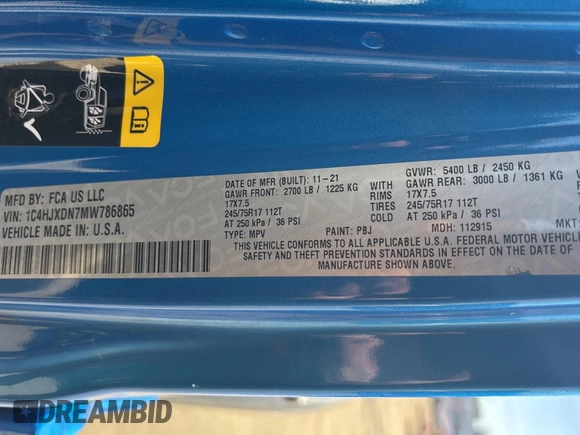 MFD BY: FCA US LLC
VIN: 1C4HJXDN7MW786865
VEHICLE MADE IN: U.S.A.
DATE OF MFR (BUILT): 11-21
GAWR FRONT: 2700 LB / 1225 KG
17X7.5
245/75R17 112T
AT 250 kPa / 36 PSI
TYPE: MPV
PAINT: PBJ
WITH
RIMS
TIRES
COLD
GVWR: 5400 LB / 2450 KG
GAWR REAR: 3000 LB / 1361 KG
17X7.5
245/75R17 112T
AT 250 kPa / 36 PSI
MDH: 112915
MKT
THIS VEHICLE CONFORMS TO ALL APPLICABLE U.S.A. FEDERAL MOTOR VEHICLE
SAFETY AND THEFT PREVENTION STANDARDS IN EFFECT ON THE DATE OF
MANUFACTURE SHOWN ABOVE.
DREAMBID